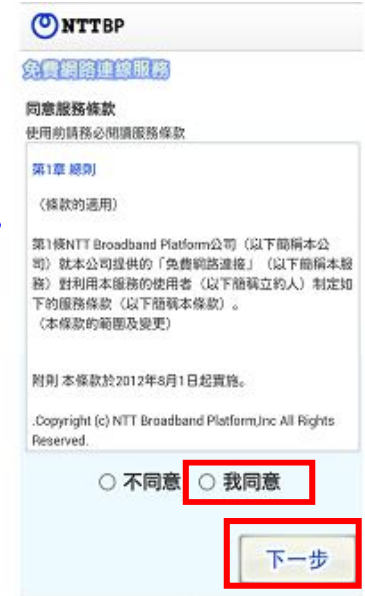 NTTBP
免費網路連線服務
同意服務條款
使用前請務必閱讀服務條款
第1章 總則
（條款的適用）
第1條NTT Broadband Platform公司（以下簡稱本公
司）就本公司提供的「免費網路連接」（以下簡稱本服
務）對利用本服務的使用者（以下簡稱立約人）制定如
下的服務條款（以下簡稱本條款）。
（本條款的範圍及變更）
附則 本條款於2012年8月1日起實施。
.Copyright (c) NTT Broadband Platform,Inc All Rights
Reserved.
不同意 我同意
下一步